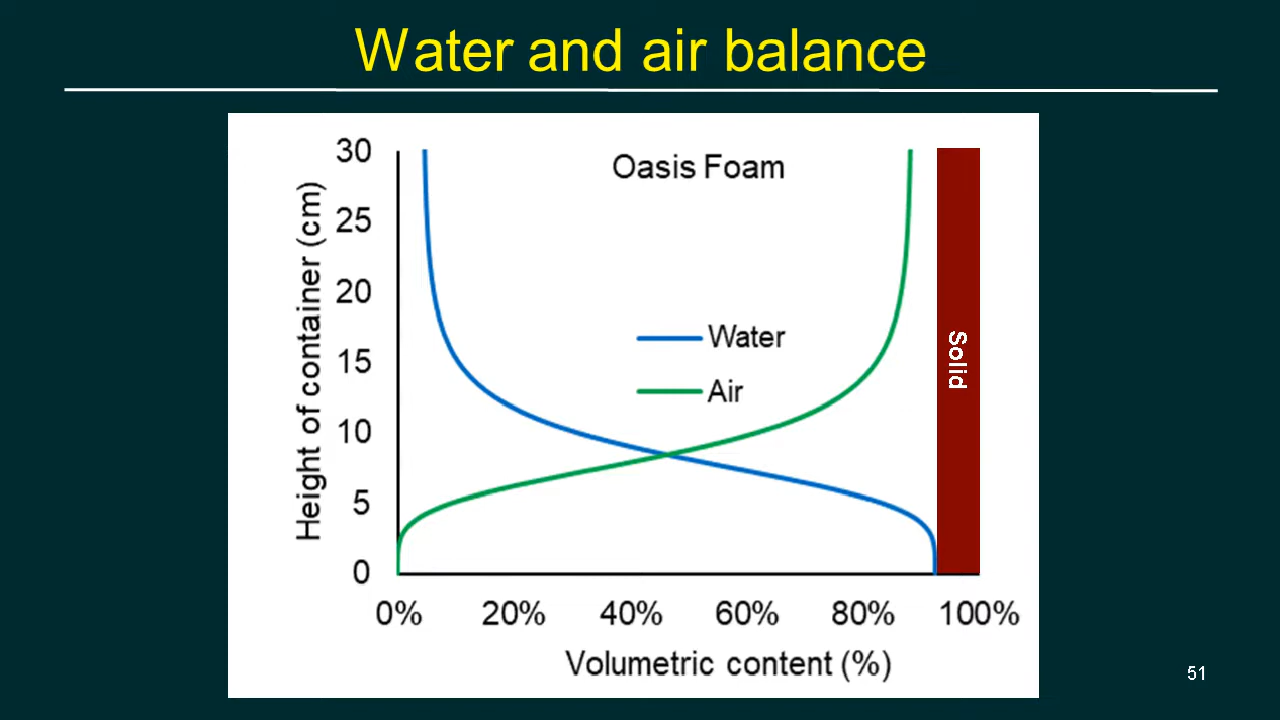 Water and air balance
Oasis Foam
Height of container (cm)
30
25
20
15
10
5
0
Water
Air
Solid
0% 20% 40% 60% 80% 100%
Volumetric content (%)
51